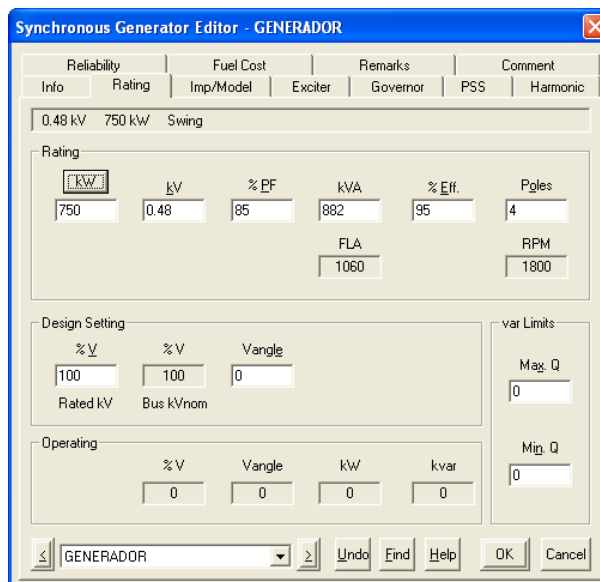 Synchronous Generator Editor - GENERADOR
Reliability Fuel Cost Remarks Comment
Info Rating Imp/Model Exciter Governor PSS Harmonic
0.48 kV 750 kW Swing
Rating
kW kV % PF kVA % Eff. Poles
750 0.48 85 882 95 4
FLA RPM
1060 1800
Design Setting var Limits
% V % V Vangle
100 100 0
Rated kV Bus kVnom
Max. Q
0
Operating
% V Vangle kW kvar
0 0 0 0
Min. Q
0
< GENERADOR > Undo Find Help OK Cancel